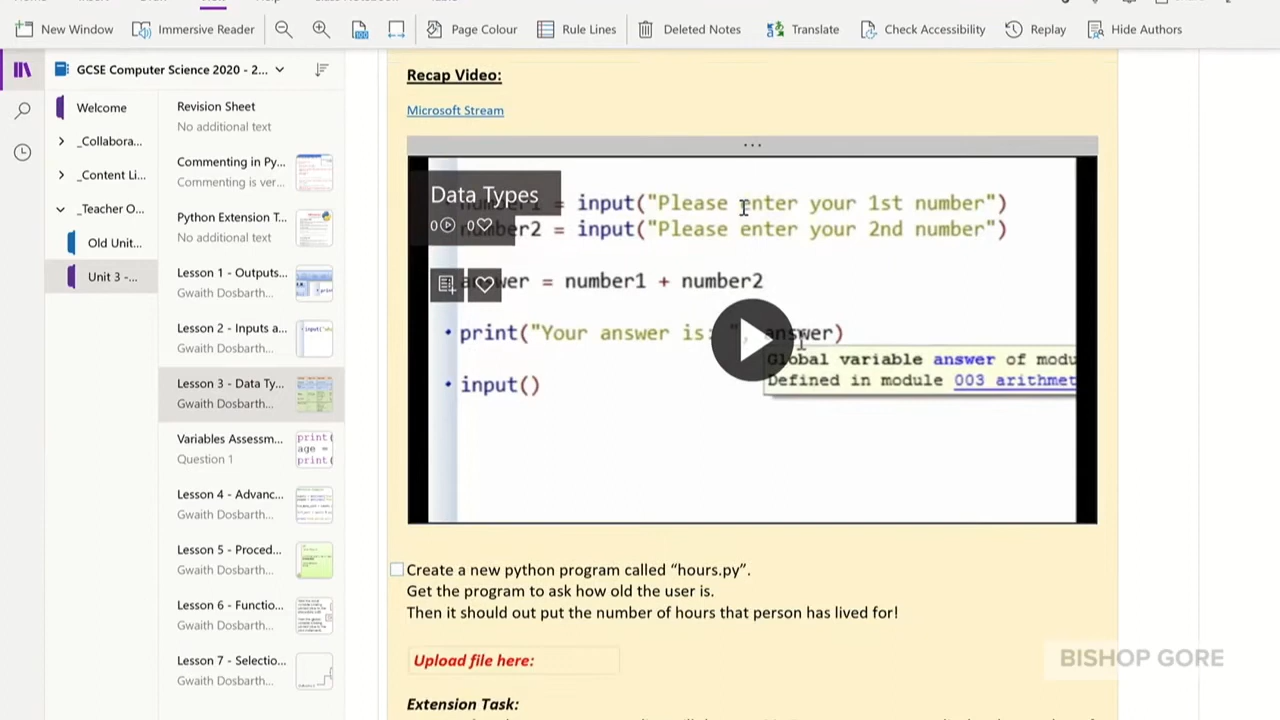 New Window
Immersive Reader
Page Colour
Rule Lines
Deleted Notes
Translate
Check Accessibility
Replay
Hide Authors
GCSE Computer Science 2020 - 2...
Welcome
_Collabora...
_Content Li...
_Teacher O...
Old Unit...
Unit 3 -...
Revision Sheet
No additional text
Commenting in Py...
Commenting is ver...
Python Extension T...
Python Extension T...
Lesson 1 - Outputs...
Gwaith Dosbarth...
Lesson 2 - Inputs a...
Gwaith Dosbarth...
Lesson 3 - Data Ty...
Gwaith Dosbarth...
Variables Assessm...
Question 1
Lesson 4 - Advanc...
Gwaith Dosbarth...
Lesson 5 - Proced...
Gwaith Dosbarth...
Lesson 6 - Functio...
Gwaith Dosbarth...
Lesson 7 - Selectio...
Gwaith Dosbarth...
Recap Video:
Microsoft Stream
Data Types
0 0
= input("Please enter your 1st number")
= input("Please enter your 2nd number")
= number1 + number2
print("Your answer is: ", answer)
Global variable answer of modu
Defined in module 003 arithmet
input()
Create a new python program called “hours.py”.
Get the program to ask how old the user is.
Then it should out put the number of hours that person has lived for!
Upload file here:
Extension Task:
BISHOP GORE